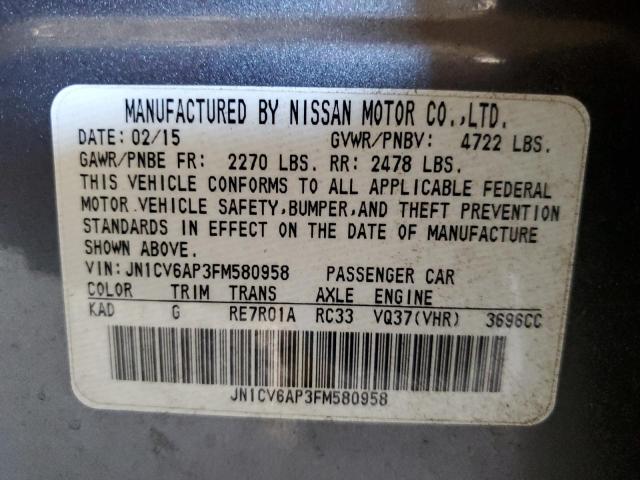 MANUFACTURED BY NISSAN MOTOR CO.,LTD.
DATE: 02/15 GVWR/PNBV: 4722 LBS.
GAWR/PNBE FR: 2270 LBS. RR: 2478 LBS.
THIS VEHICLE CONFORMS TO ALL APPLICABLE FEDERAL
MOTOR VEHICLE SAFETY,BUMPER,AND THEFT PREVENTION
STANDARDS IN EFFECT ON THE DATE OF MANUFACTURE
SHOWN ABOVE.
VIN: JN1CV6AP3FM580958 PASSENGER CAR
COLOR TRIM TRANS AXLE ENGINE
KAD G RE7R01A RC33 VQ37(VHR) 3696CC
JN1CV6AP3FM580958